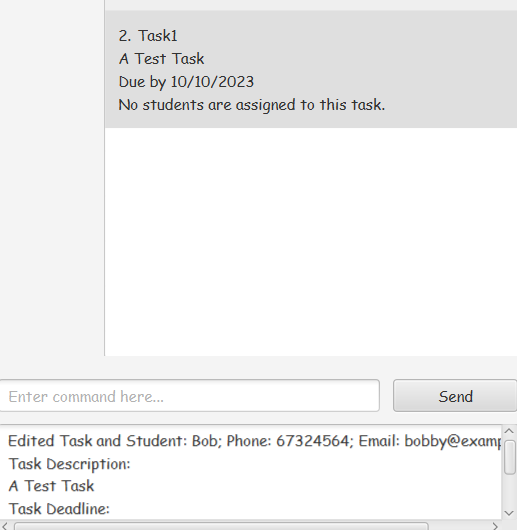 2. Task1
A Test Task
Due by 10/10/2023
No students are assigned to this task.
Enter command here...
Send
Edited Task and Student: Bob; Phone: 67324564; Email: bobby@examp
Task Description:
A Test Task
Task Deadline: